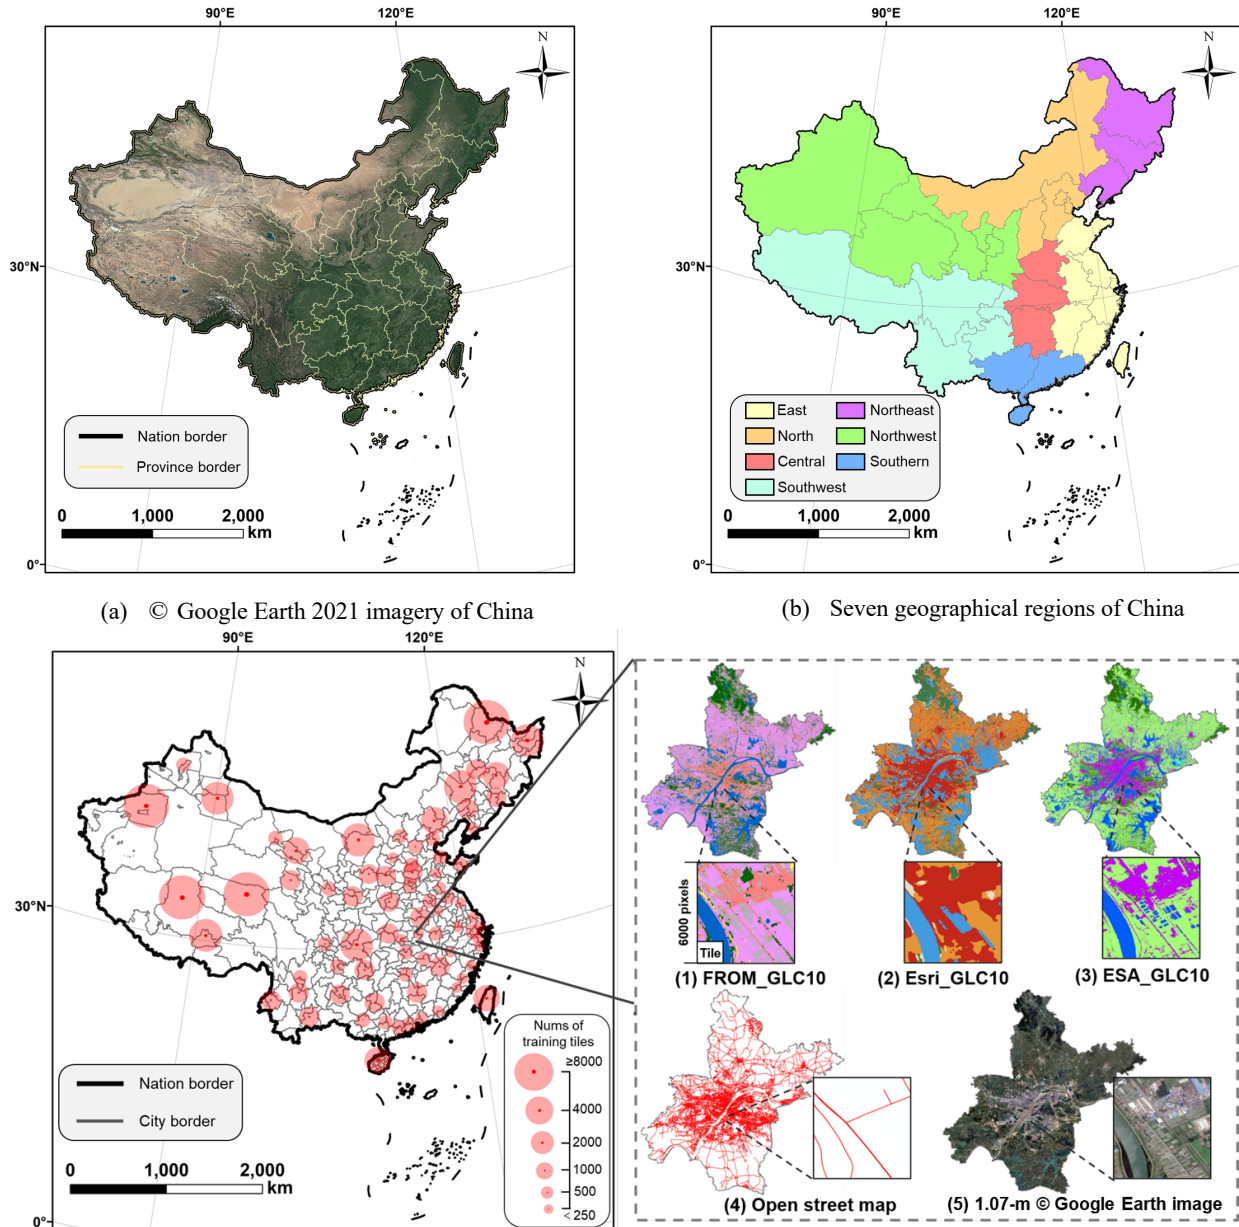 90°E
120°E
N
30°N
0°
Nation border
Province border
0
1,000
2,000
km
(a) © Google Earth 2021 imagery of China
90°E
120°E
N
30°N
0°
East
Northeast
North
Northwest
Central
Southern
Southwest
0
1,000
2,000
km
(b) Seven geographical regions of China
90°E
120°E
N
30°N
0°
Nation border
City border
0
1,000
2,000
km
Nums of
training tiles
≥8000
4000
2000
1000
500
<250
6000 pixels
Tile
(1) FROM_GLC10
(2) Esri_GLC10
(3) ESA_GLC10
(4) Open street map
(5) 1.07-m © Google Earth image